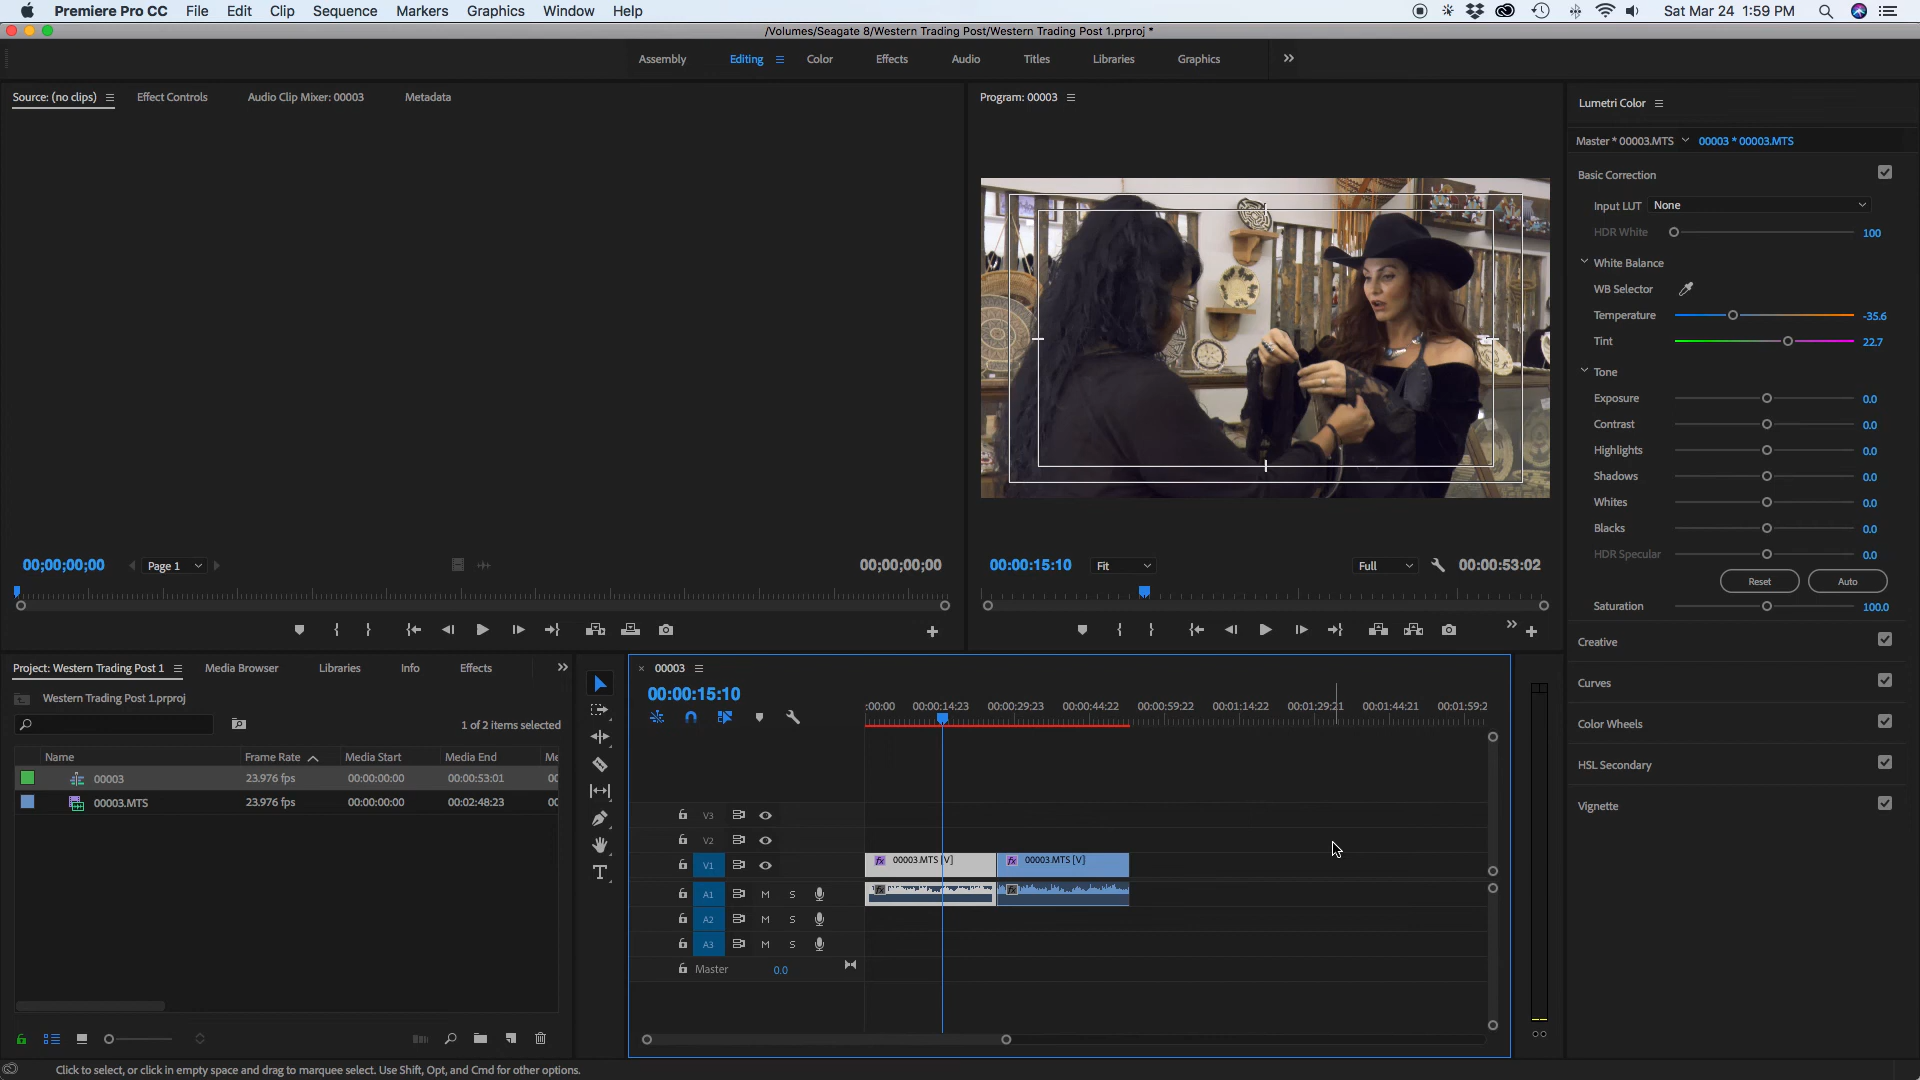 Premiere Pro CC File Edit Clip Sequence Markers Graphics Window Help Sat Mar 24 1:59 PM
/Volumes/Seagate 8/Western Trading Post/Western Trading Post 1.prproj *
Assembly Editing Color Effects Audio Titles Libraries Graphics
Source: (no clips) Effect Controls Audio Clip Mixer: 00003 Metadata
Program: 00003
Lumetri Color
Master * 00003.MTS 00003 * 00003.MTS
Basic Correction
Input LUT None
HDR White 100
White Balance
WB Selector
Temperature -35.6
Tint 22.7
Tone
Exposure 0.0
Contrast 0.0
Highlights 0.0
Shadows 0.0
Whites 0.0
Blacks 0.0
HDR Specular 0.0
Reset Auto
Saturation 100.0
Creative
Curves
Color Wheels
HSL Secondary
Vignette
00;00;00;00 Page 1 00;00;00;00
00:00:15:10 Fit Full 00:00:53:02
Project: Western Trading Post 1 Media Browser Libraries Info Effects
Western Trading Post 1.prproj
1 of 2 items selected
Name Frame Rate Media Start Media End Me
00003 23.976 fps 00:00:00:00 00:00:53:01 00
00003.MTS 23.976 fps 00:00:00:00 00:02:48:23 00
00003
00:00:15:10
:00:00 00:00:14:23 00:00:29:23 00:00:44:22 00:00:59:22 00:01:14:22 00:01:29:21 00:01:44:21 00:01:59:2
V3
V2
V1 fx 00003.MTS [V] fx 00003.MTS [V]
A1 M S fx fx
A2 M S
A3 M S
Master 0.0
T
Click to select, or click in empty space and drag to marquee select. Use Shift, Opt, and Cmd for other options.